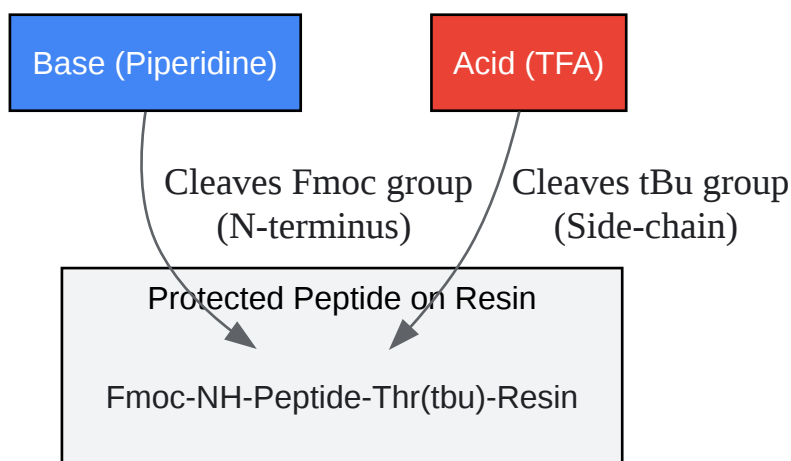 Base (Piperidine)
Acid (TFA)
Cleaves Fmoc group
(N-terminus)
Cleaves tBu group
(Side-chain)
Protected Peptide on Resin
Fmoc-NH-Peptide-Thr(tbu)-Resin